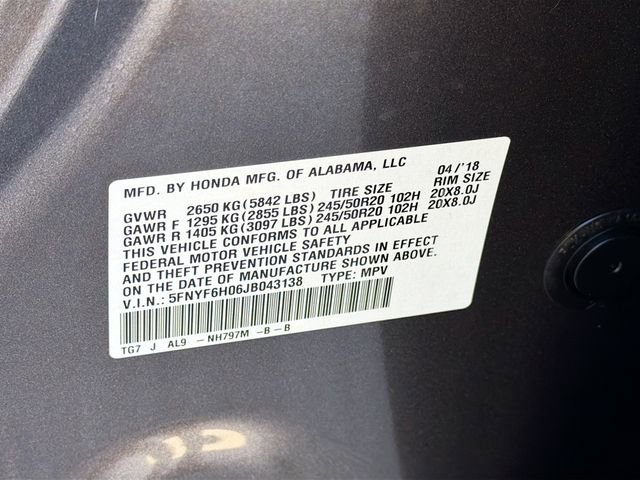 MFD. BY HONDA MFG. OF ALABAMA, LLC 04/'18
GVWR 2650 KG (5842 LBS) TIRE SIZE RIM SIZE
GAWR F 1295 KG (2855 LBS) 245/50R20 102H 20X8.0J
GAWR R 1405 KG (3097 LBS) 245/50R20 102H 20X8.0J
THIS VEHICLE CONFORMS TO ALL APPLICABLE
FEDERAL MOTOR VEHICLE SAFETY
AND THEFT PREVENTION STANDARDS IN EFFECT
ON THE DATE OF MANUFACTURE SHOWN ABOVE.
V.I.N.: 5FNYF6H06JB043138 TYPE: MPV
TG7 J AL9 -NH797M -B-B